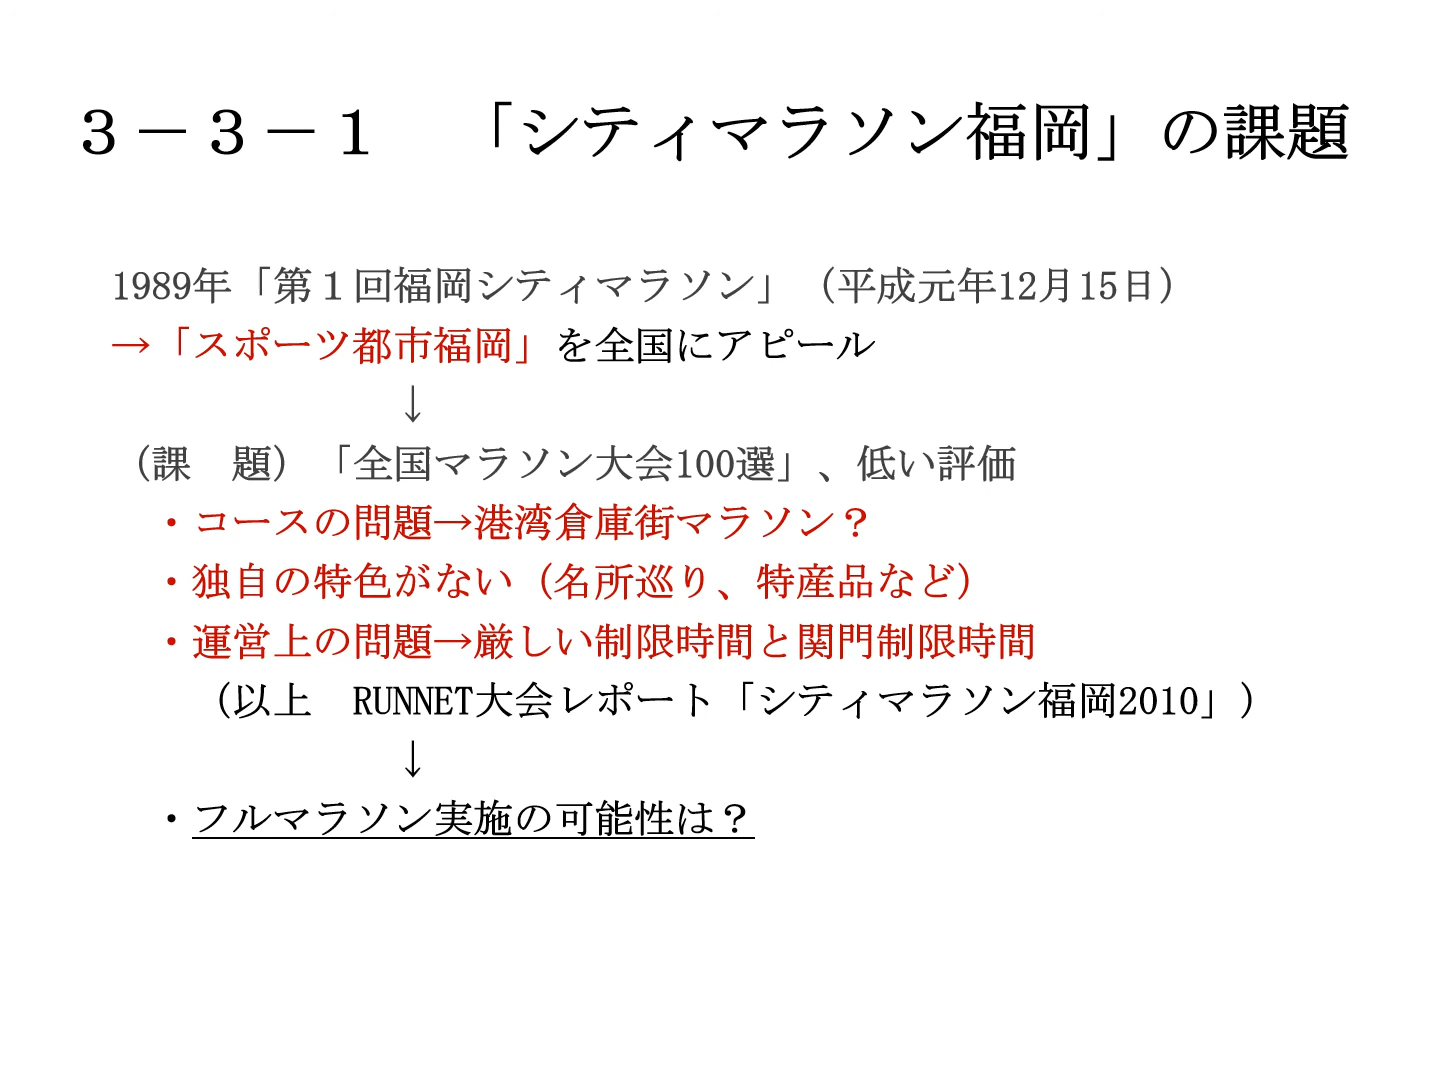 ３－３－１　「シティマラソン福岡」の課題
1989年「第１回福岡シティマラソン」（平成元年12月15日）
→「スポーツ都市福岡」を全国にアピール
↓
（課　題）「全国マラソン大会100選」、低い評価
・コースの問題→港湾倉庫街マラソン？
・独自の特色がない（名所巡り、特産品など）
・運営上の問題→厳しい制限時間と関門制限時間
（以上　RUNNET大会レポート「シティマラソン福岡2010」）
↓
・フルマラソン実施の可能性は？